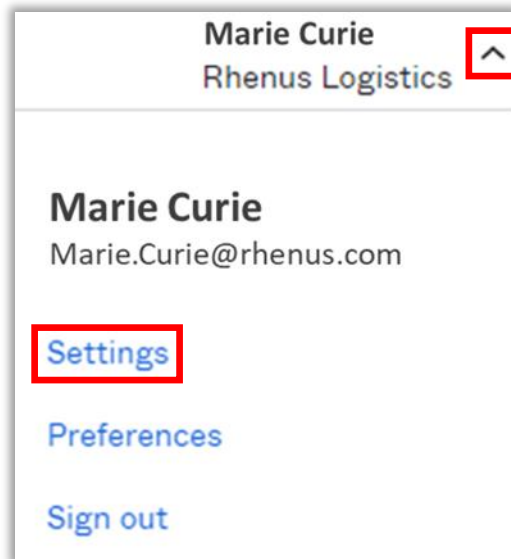 Marie Curie
Rhenus Logistics
Marie Curie
Marie.Curie@rhenus.com
Settings
Preferences
Sign out